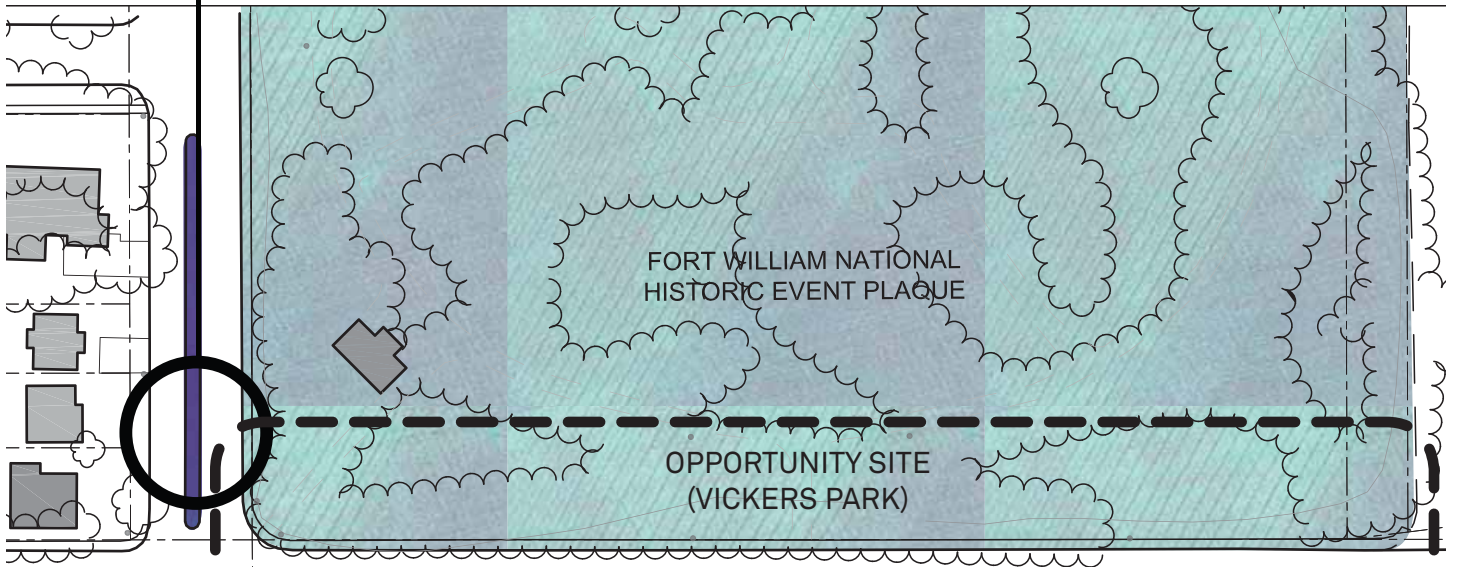 FORT WILLIAM NATIONAL
HISTORIC EVENT PLAQUE
OPPORTUNITY SITE
(VICKERS PARK)